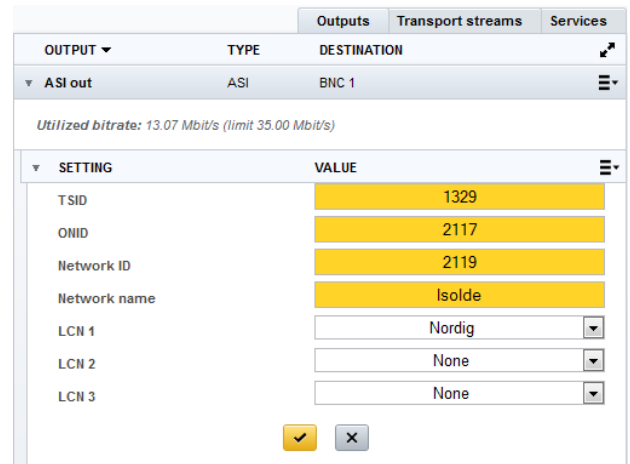 Outputs Transport streams Services
OUTPUT TYPE DESTINATION
ASI out ASI BNC 1
Utilized bitrate: 13.07 Mbit/s (limit 35.00 Mbit/s)
SETTING VALUE
TSID 1329
ONID 2117
Network ID 2119
Network name Isolde
LCN 1 Nordig
LCN 2 None
LCN 3 None